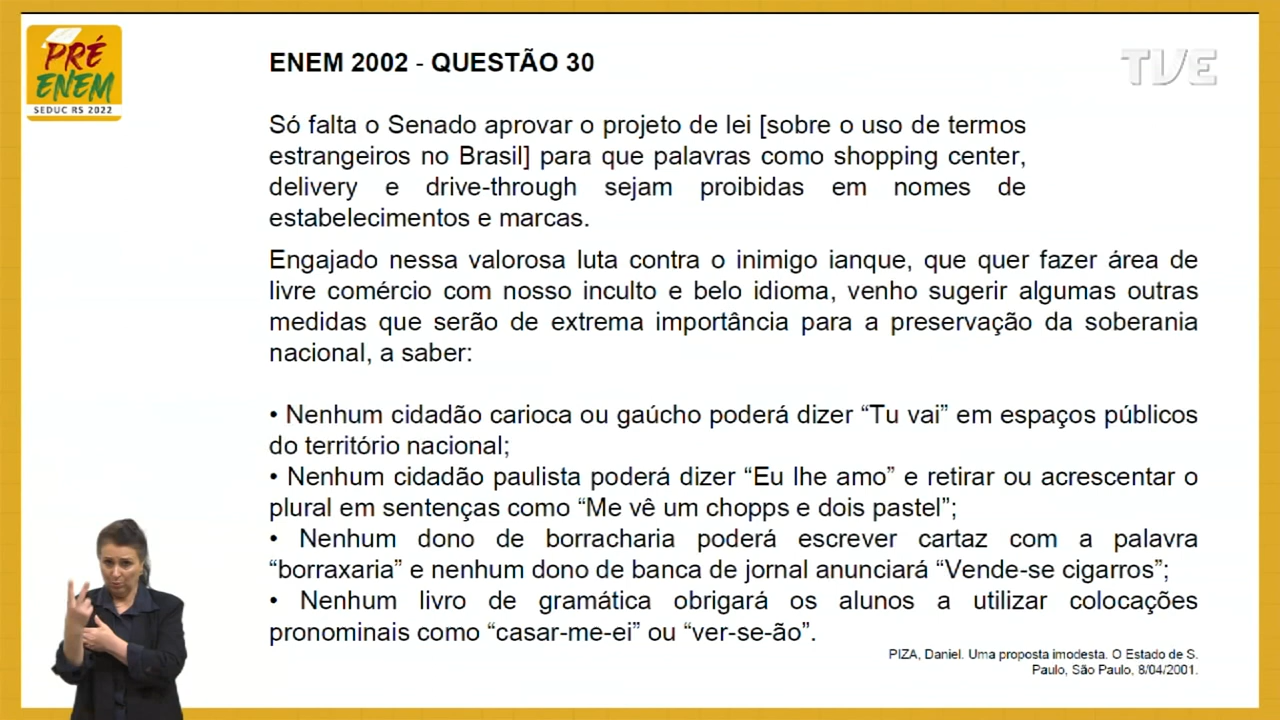 PRÉ
ENEM
SEDUC RS 2022
TVE
ENEM 2002 - QUESTÃO 30
Só falta o Senado aprovar o projeto de lei [sobre o uso de termos
estrangeiros no Brasil] para que palavras como shopping center,
delivery e drive-through sejam proibidas em nomes de
estabelecimentos e marcas.
Engajado nessa valorosa luta contra o inimigo ianque, que quer fazer área de
livre comércio com nosso inculto e belo idioma, venho sugerir algumas outras
medidas que serão de extrema importância para a preservação da soberania
nacional, a saber:
• Nenhum cidadão carioca ou gaúcho poderá dizer “Tu vai” em espaços públicos
do território nacional;
• Nenhum cidadão paulista poderá dizer “Eu lhe amo” e retirar ou acrescentar o
plural em sentenças como “Me vê um chopps e dois pastel”;
• Nenhum dono de borracharia poderá escrever cartaz com a palavra
“borraxaria” e nenhum dono de banca de jornal anunciará “Vende-se cigarros”;
• Nenhum livro de gramática obrigará os alunos a utilizar colocações
pronominais como “casar-me-ei” ou “ver-se-ão”.
PIZA, Daniel. Uma proposta imodesta. O Estado de S.
Paulo, São Paulo, 8/04/2001.